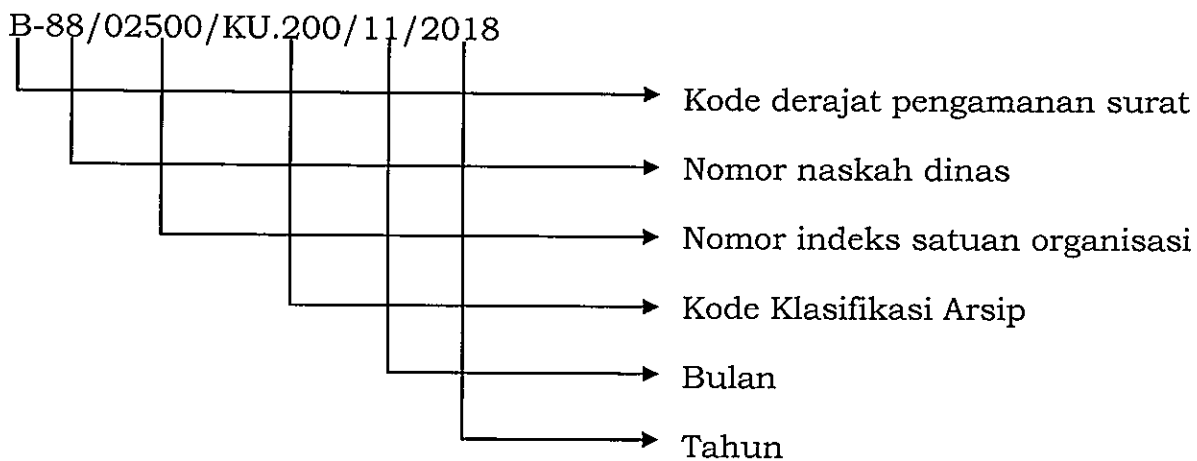 B-88/02500/KU.200/11/2018
Kode derajat pengamanan surat
Nomor naskah dinas
Nomor indeks satuan organisasi
Kode Klasifikasi Arsip
Bulan
Tahun